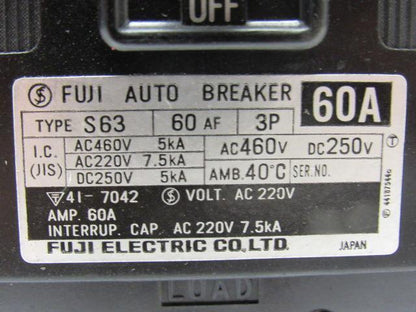 OFF
FUJI AUTO BREAKER 60A
TYPE S63 60 AF 3P AC460V DC250V
I.C. (JIS) AC460V 5kA
AC220V 7.5kA
DC250V 5kA
AMB. 40°C SER.NO.
41-7042 VOLT. AC 220V
AMP. 60A
INTERRUP. CAP. AC 220V 7.5kA
FUJI ELECTRIC CO., LTD. JAPAN
LOAD